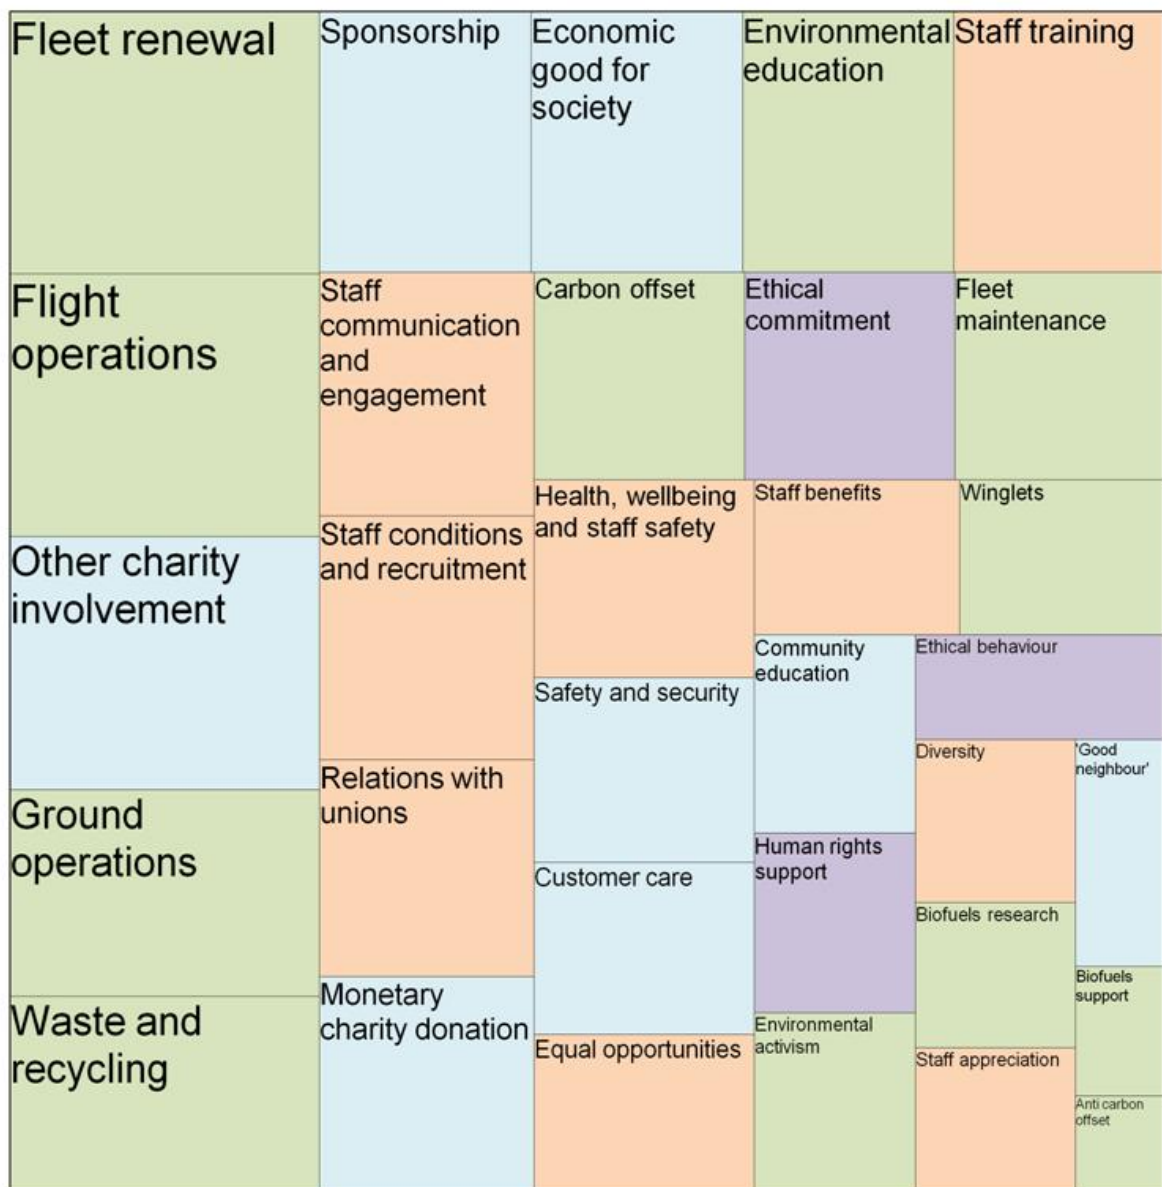 Fleet renewal
Sponsorship
Economic
good for
society
Environmental
education
Staff training
Flight
operations
Staff
communication
and
engagement
Carbon offset
Ethical
commitment
Fleet
maintenance
Health, wellbeing
and staff safety
Staff benefits
Winglets
Other charity
involvement
Staff conditions
and recruitment
Community
education
Ethical behaviour
Safety and security
Diversity
'Good
neighbour'
Relations with
unions
Ground
operations
Human rights
support
Customer care
Biofuels research
Biofuels
support
Monetary
charity donation
Waste and
recycling
Environmental
activism
Equal opportunities
Staff appreciation
Anti carbon
offset